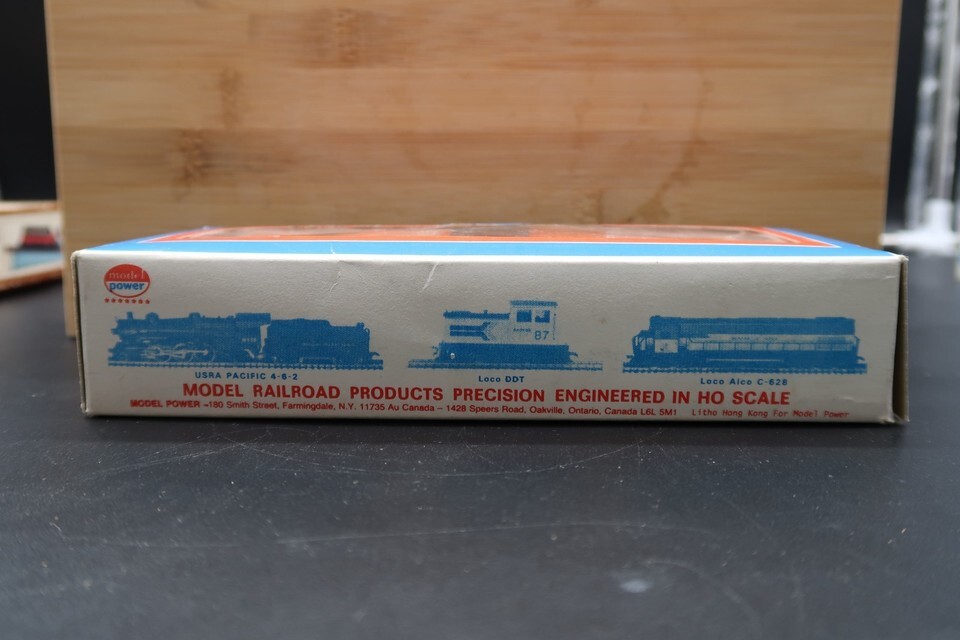 model
power
87
USRA PACIFIC 4-6-2
Loco DDT
Loco Alco C-628
MODEL RAILROAD PRODUCTS PRECISION ENGINEERED IN HO SCALE
MODEL POWER -180 Smith Street, Farmingdale, N.Y. 11735 Au Canada - 1428 Speers Road, Oakville, Ontario, Canada L6L 5M1 Litho Hong Kong For Model Power